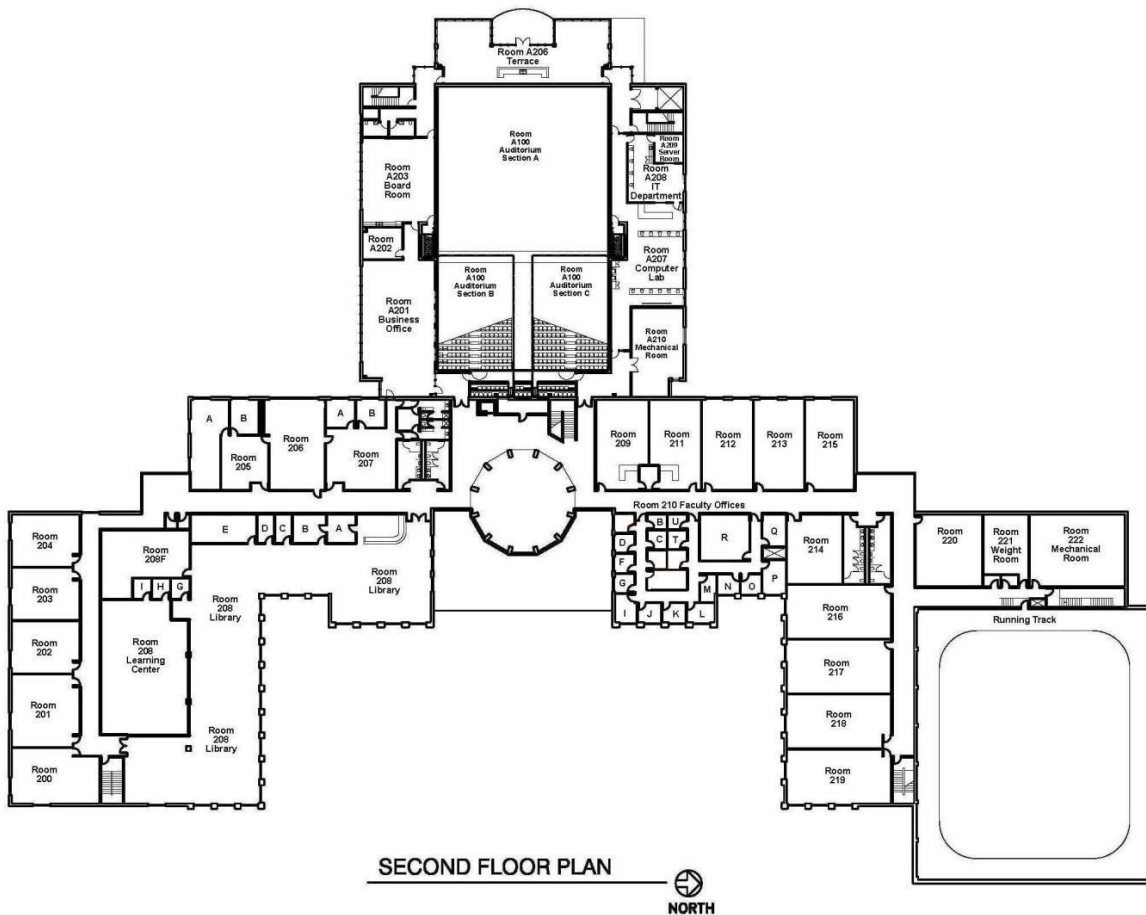 Room A206
Terrace
Room
A100
Auditorium
Section A
Room
A209
Server
Room
Room
A203
Board
Room
Room
A208
IT
Department
Room
A202
Room
A207
Computer
Lab
Room
A100
Auditorium
Section B
Room
A100
Auditorium
Section C
Room
A201
Business
Office
Room
A210
Mechanical
Room
A
B
Room
205
Room
206
A
B
Room
207
Room
209
Room
211
Room
212
Room
213
Room
215
Room 210 Faculty Offices
Room
204
Room
208F
E
D
C
B
A
Room
208
Library
B
U
C
T
D
F
G
R
Q
P
I
J
K
L
M
N
O
Room
214
Room
220
Room
221
Weight
Room
Room
222
Mechanical
Room
Room
203
I
H
G
Room
208
Library
Room
202
Room
208
Learning
Center
Room
216
Running Track
Room
201
Room
217
Room
208
Library
Room
218
Room
200
Room
219
SECOND FLOOR PLAN
NORTH